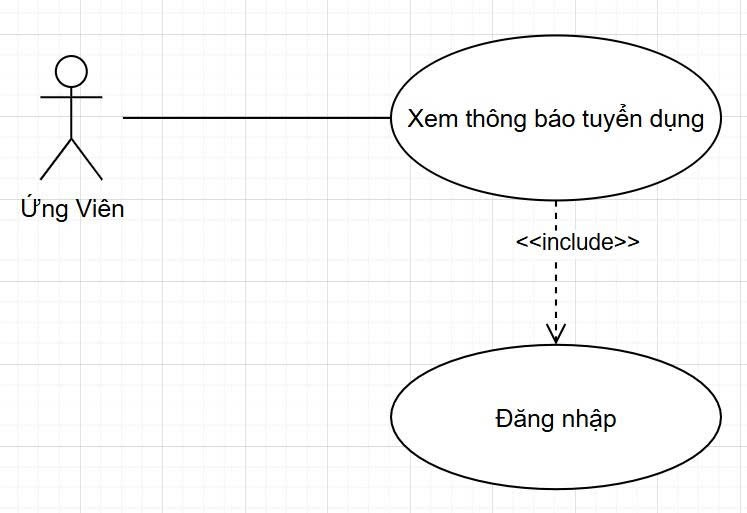 Xem thông báo tuyển dụng
Ứng Viên
<<include>>
Đăng nhập